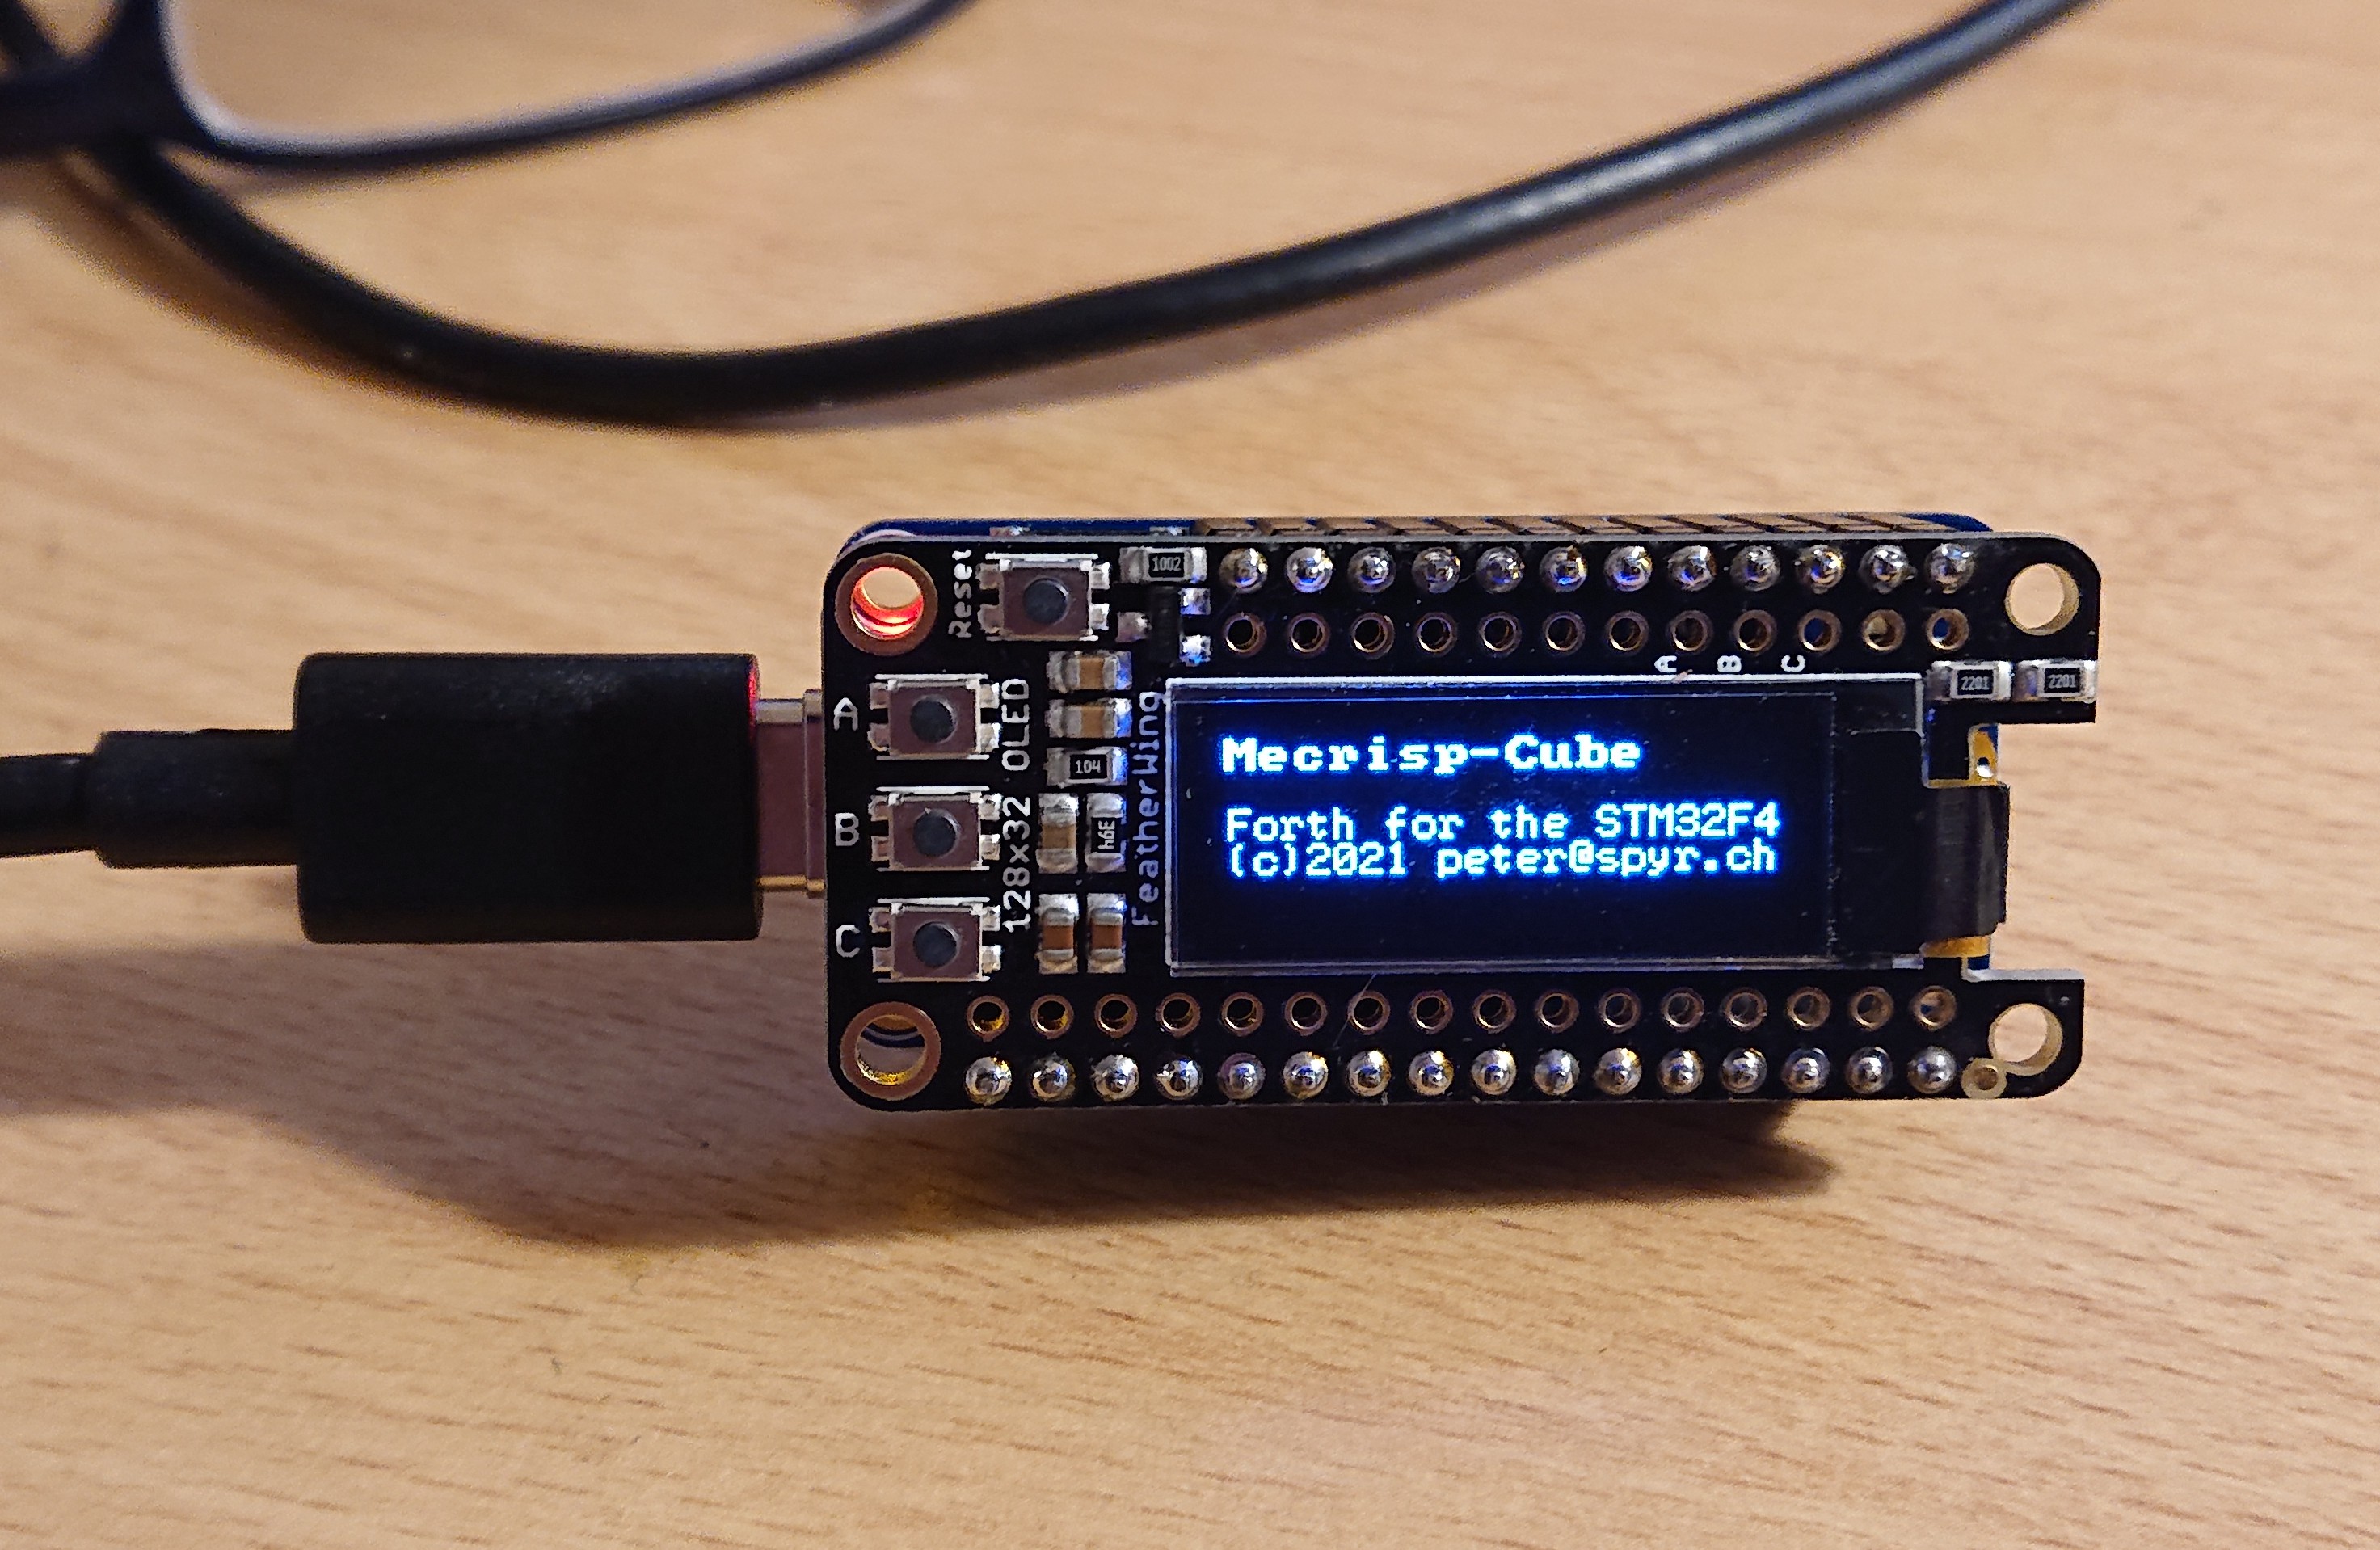 Reset
1002
A
B
C
2201
2201
A
B
C
128x32 OLED
FeatherWing
104
Mecrisp-Cube
Forth for the STM32F4
(c)2021 peter@spyr.ch